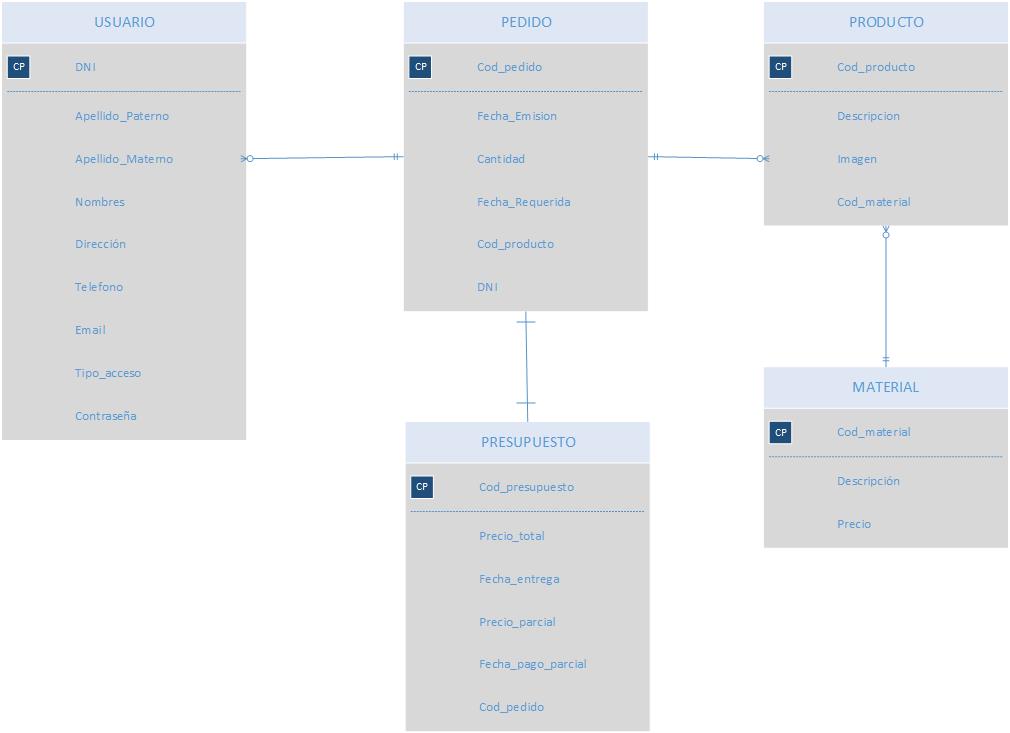 USUARIO
CP DNI
Apellido_Paterno
Apellido_Materno
Nombres
Dirección
Telefono
Email
Tipo_acceso
Contraseña
PEDIDO
CP Cod_pedido
Fecha_Emision
Cantidad
Fecha_Requerida
Cod_producto
DNI
PRODUCTO
CP Cod_producto
Descripcion
Imagen
Cod_material
PRESUPUESTO
CP Cod_presupuesto
Precio_total
Fecha_entrega
Precio_parcial
Fecha_pago_parcial
Cod_pedido
MATERIAL
CP Cod_material
Descripción
Precio